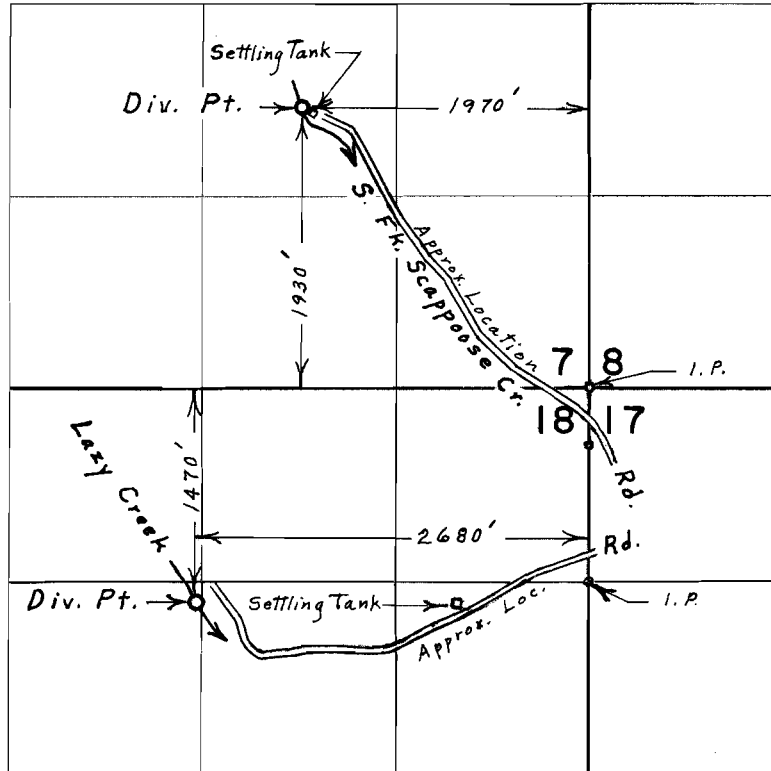 Settling Tank
Div. Pt.
1970'
S. Fk. Scappoose Cr.
Approx. Location
1930'
7 8
I.P.
18 17
Rd.
Lazy Creek
1470'
2680'
Rd.
Div. Pt.
Settling Tank
Approx. Loc.
I.P.